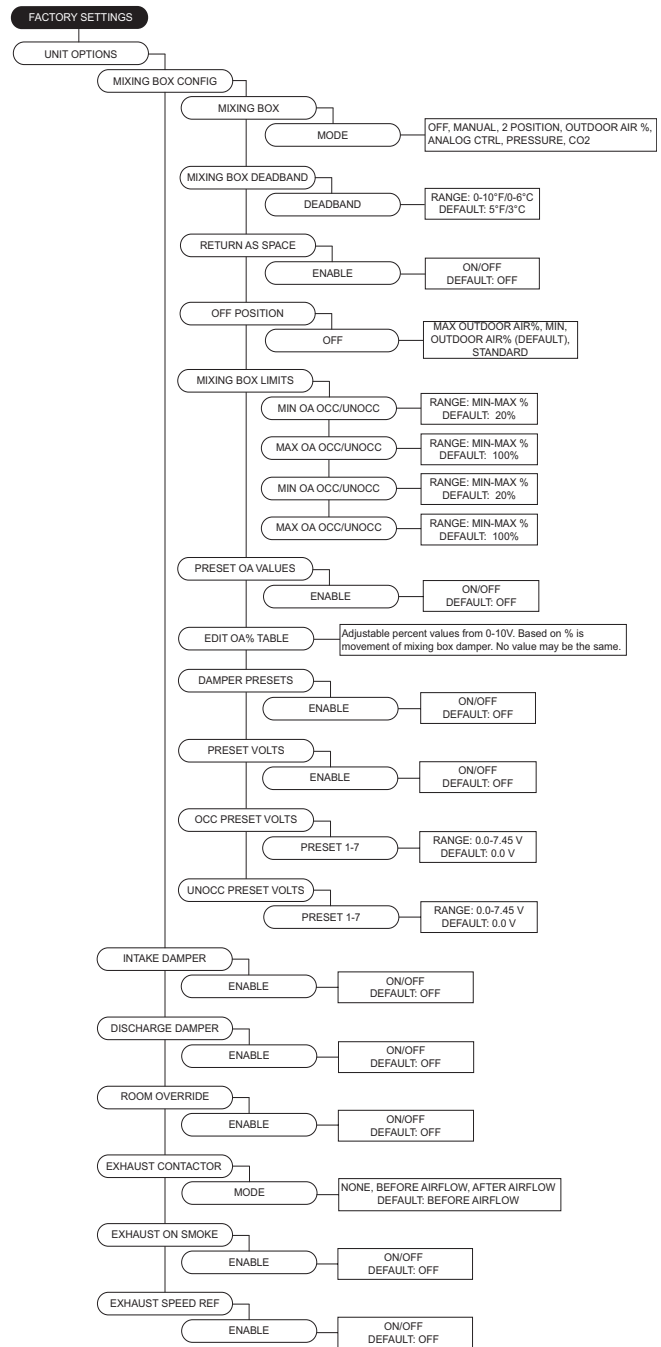 FACTORY SETTINGS
UNIT OPTIONS
MIXING BOX CONFIG
MIXING BOX
MODE
OFF, MANUAL, 2 POSITION, OUTDOOR AIR %,
ANALOG CTRL, PRESSURE, CO2
MIXING BOX DEADBAND
DEADBAND
RANGE: 0-10°F/0-6°C
DEFAULT: 5°F/3°C
RETURN AS SPACE
ENABLE
ON/OFF
DEFAULT: OFF
OFF POSITION
OFF
MAX OUTDOOR AIR%, MIN,
OUTDOOR AIR% (DEFAULT),
STANDARD
MIXING BOX LIMITS
MIN OA OCC/UNOCC
RANGE: MIN-MAX %
DEFAULT: 20%
MAX OA OCC/UNOCC
RANGE: MIN-MAX %
DEFAULT: 100%
MIN OA OCC/UNOCC
RANGE: MIN-MAX %
DEFAULT: 20%
MAX OA OCC/UNOCC
RANGE: MIN-MAX %
DEFAULT: 100%
PRESET OA VALUES
ENABLE
ON/OFF
DEFAULT: OFF
EDIT OA% TABLE
Adjustable percent values from 0-10V. Based on % is
movement of mixing box damper. No value may be the same.
DAMPER PRESETS
ENABLE
ON/OFF
DEFAULT: OFF
PRESET VOLTS
ENABLE
ON/OFF
DEFAULT: OFF
OCC PRESET VOLTS
PRESET 1-7
RANGE: 0.0-7.45 V
DEFAULT: 0.0 V
UNOCC PRESET VOLTS
PRESET 1-7
RANGE: 0.0-7.45 V
DEFAULT: 0.0 V
INTAKE DAMPER
ENABLE
ON/OFF
DEFAULT: OFF
DISCHARGE DAMPER
ENABLE
ON/OFF
DEFAULT: OFF
ROOM OVERRIDE
ENABLE
ON/OFF
DEFAULT: OFF
EXHAUST CONTACTOR
MODE
NONE, BEFORE AIRFLOW, AFTER AIRFLOW
DEFAULT: BEFORE AIRFLOW
EXHAUST ON SMOKE
ENABLE
ON/OFF
DEFAULT: OFF
EXHAUST SPEED REF
ENABLE
ON/OFF
DEFAULT: OFF